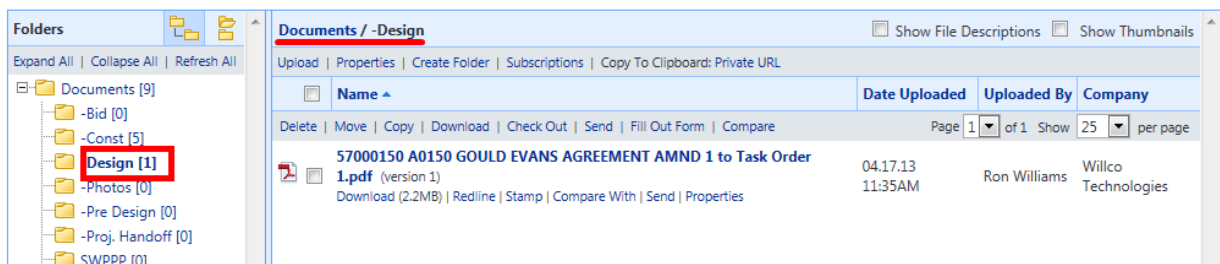 Folders
Expand All | Collapse All | Refresh All
Documents [9]
-Bid [0]
-Const [5]
Design [1]
-Photos [0]
-Pre Design [0]
-Proj. Handoff [0]
SWPPP [0]
Documents / -Design
Show File Descriptions Show Thumbnails
Upload | Properties | Create Folder | Subscriptions | Copy To Clipboard: Private URL
Name Date Uploaded Uploaded By Company
Delete | Move | Copy | Download | Check Out | Send | Fill Out Form | Compare Page 1 of 1 Show 25 per page
57000150 A0150 GOULD EVANS AGREEMENT AMND 1 to Task Order
1.pdf (version 1)
Download (2.2MB) | Redline | Stamp | Compare With | Send | Properties
04.17.13
11:35AM
Ron Williams
Willco
Technologies